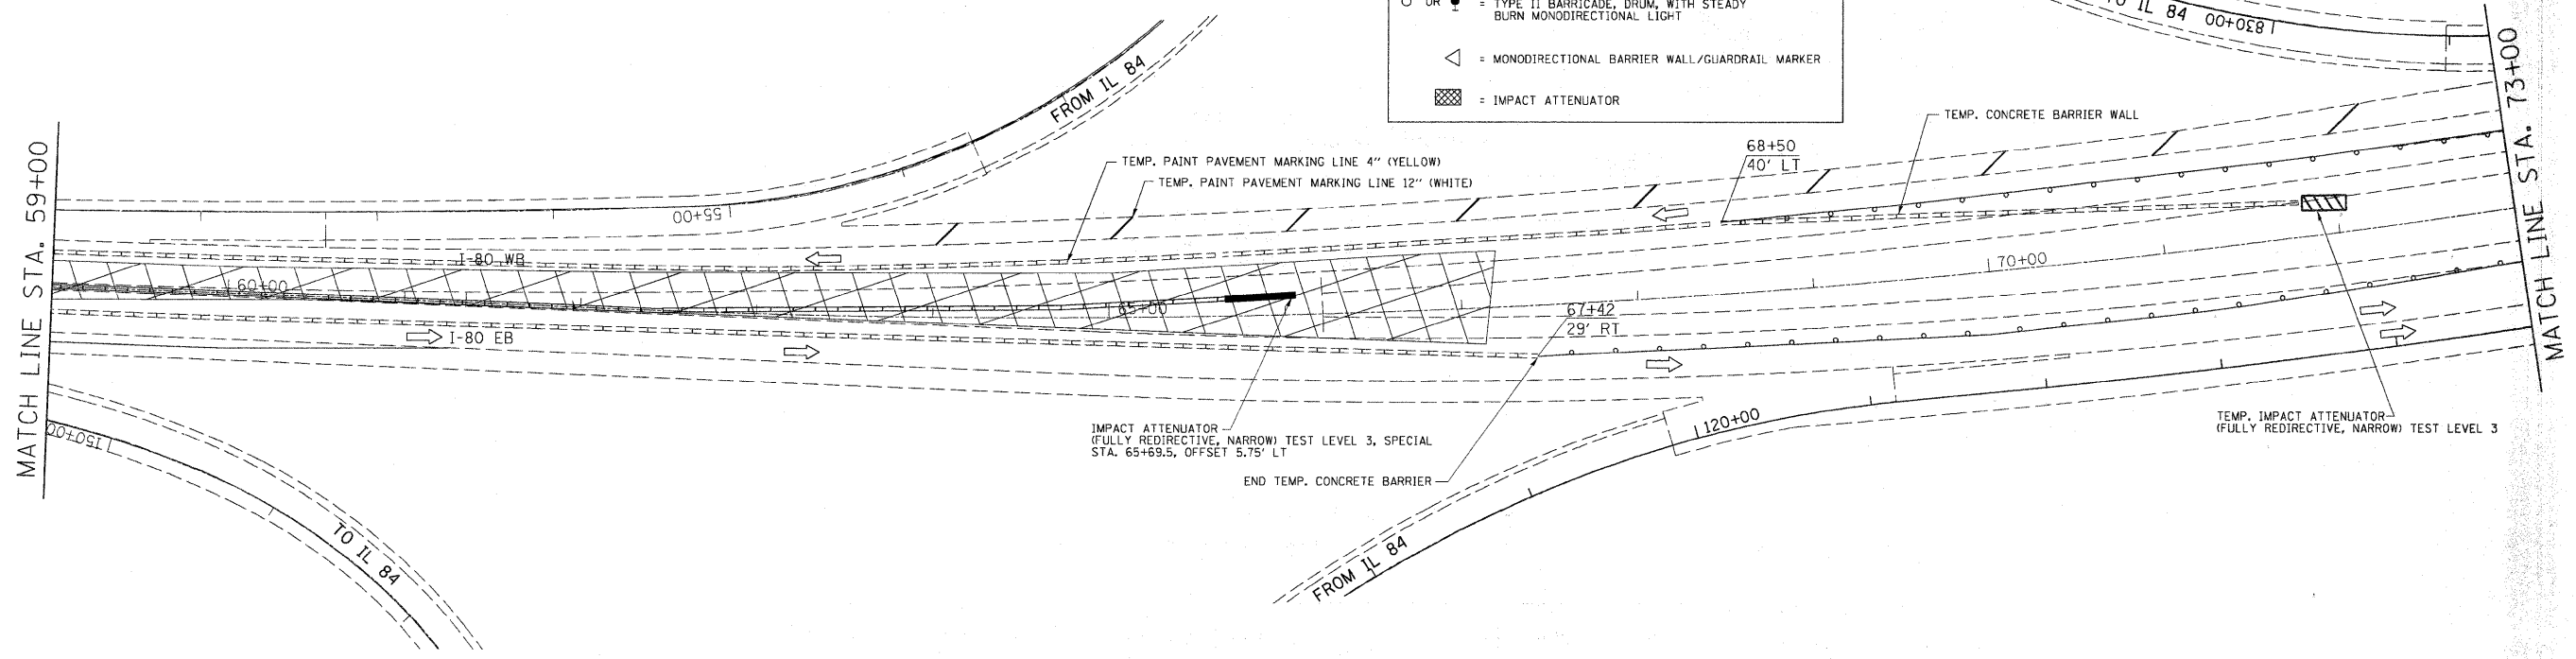 O OR = TYPE II BARRICADE, DRUM, WITH STEADY
BURN MONODIRECTIONAL LIGHT
= MONODIRECTIONAL BARRIER WALL/GUARDRAIL MARKER
= IMPACT ATTENUATOR
TO IL 84
830+00
MATCH LINE STA. 73+00
FROM IL 84
TEMP. CONCRETE BARRIER WALL
68+50
40' LT
TEMP. PAINT PAVEMENT MARKING LINE 4" (YELLOW)
TEMP. PAINT PAVEMENT MARKING LINE 12" (WHITE)
MATCH LINE STA. 59+00
55+00
I-80 WB
60+00
65+00
70+00
67+42
29' RT
I-80 EB
150+00
TO IL 84
IMPACT ATTENUATOR
(FULLY REDIRECTIVE, NARROW) TEST LEVEL 3, SPECIAL
STA. 65+69.5, OFFSET 5.75' LT
END TEMP. CONCRETE BARRIER
120+00
FROM IL 84
TEMP. IMPACT ATTENUATOR
(FULLY REDIRECTIVE, NARROW) TEST LEVEL 3